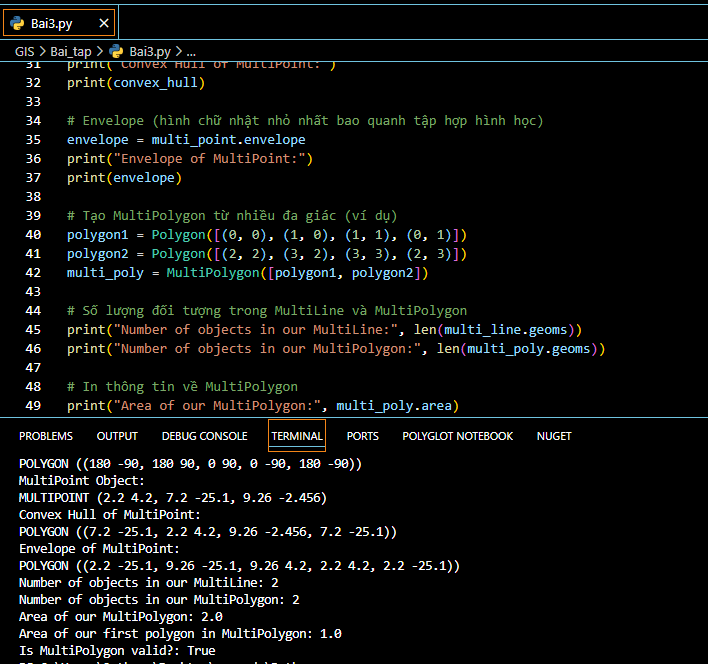 Bai3.py ×
GIS > Bai_tap > Bai3.py > ...
31 print("Convex Hull of MultiPoint:")
32 print(convex_hull)
33
34 # Envelope (hình chữ nhật nhỏ nhất bao quanh tập hợp hình học)
35 envelope = multi_point.envelope
36 print("Envelope of MultiPoint:")
37 print(envelope)
38
39 # Tạo MultiPolygon từ nhiều đa giác (ví dụ)
40 polygon1 = Polygon([(0, 0), (1, 0), (1, 1), (0, 1)])
41 polygon2 = Polygon([(2, 2), (3, 2), (3, 3), (2, 3)])
42 multi_poly = MultiPolygon([polygon1, polygon2])
43
44 # Số lượng đối tượng trong MultiLine và MultiPolygon
45 print("Number of objects in our MultiLine:", len(multi_line.geoms))
46 print("Number of objects in our MultiPolygon:", len(multi_poly.geoms))
47
48 # In thông tin về MultiPolygon
49 print("Area of our MultiPolygon:", multi_poly.area)
PROBLEMS OUTPUT DEBUG CONSOLE TERMINAL PORTS POLYGLOT NOTEBOOK NUGET
POLYGON ((180 -90, 180 90, 0 90, 0 -90, 180 -90))
MultiPoint Object:
MULTIPOINT (2.2 4.2, 7.2 -25.1, 9.26 -2.456)
Convex Hull of MultiPoint:
POLYGON ((7.2 -25.1, 2.2 4.2, 9.26 -2.456, 7.2 -25.1))
Envelope of MultiPoint:
POLYGON ((2.2 -25.1, 9.26 -25.1, 9.26 4.2, 2.2 4.2, 2.2 -25.1))
Number of objects in our MultiLine: 2
Number of objects in our MultiPolygon: 2
Area of our MultiPolygon: 2.0
Area of our first polygon in MultiPolygon: 1.0
Is MultiPolygon valid?: True